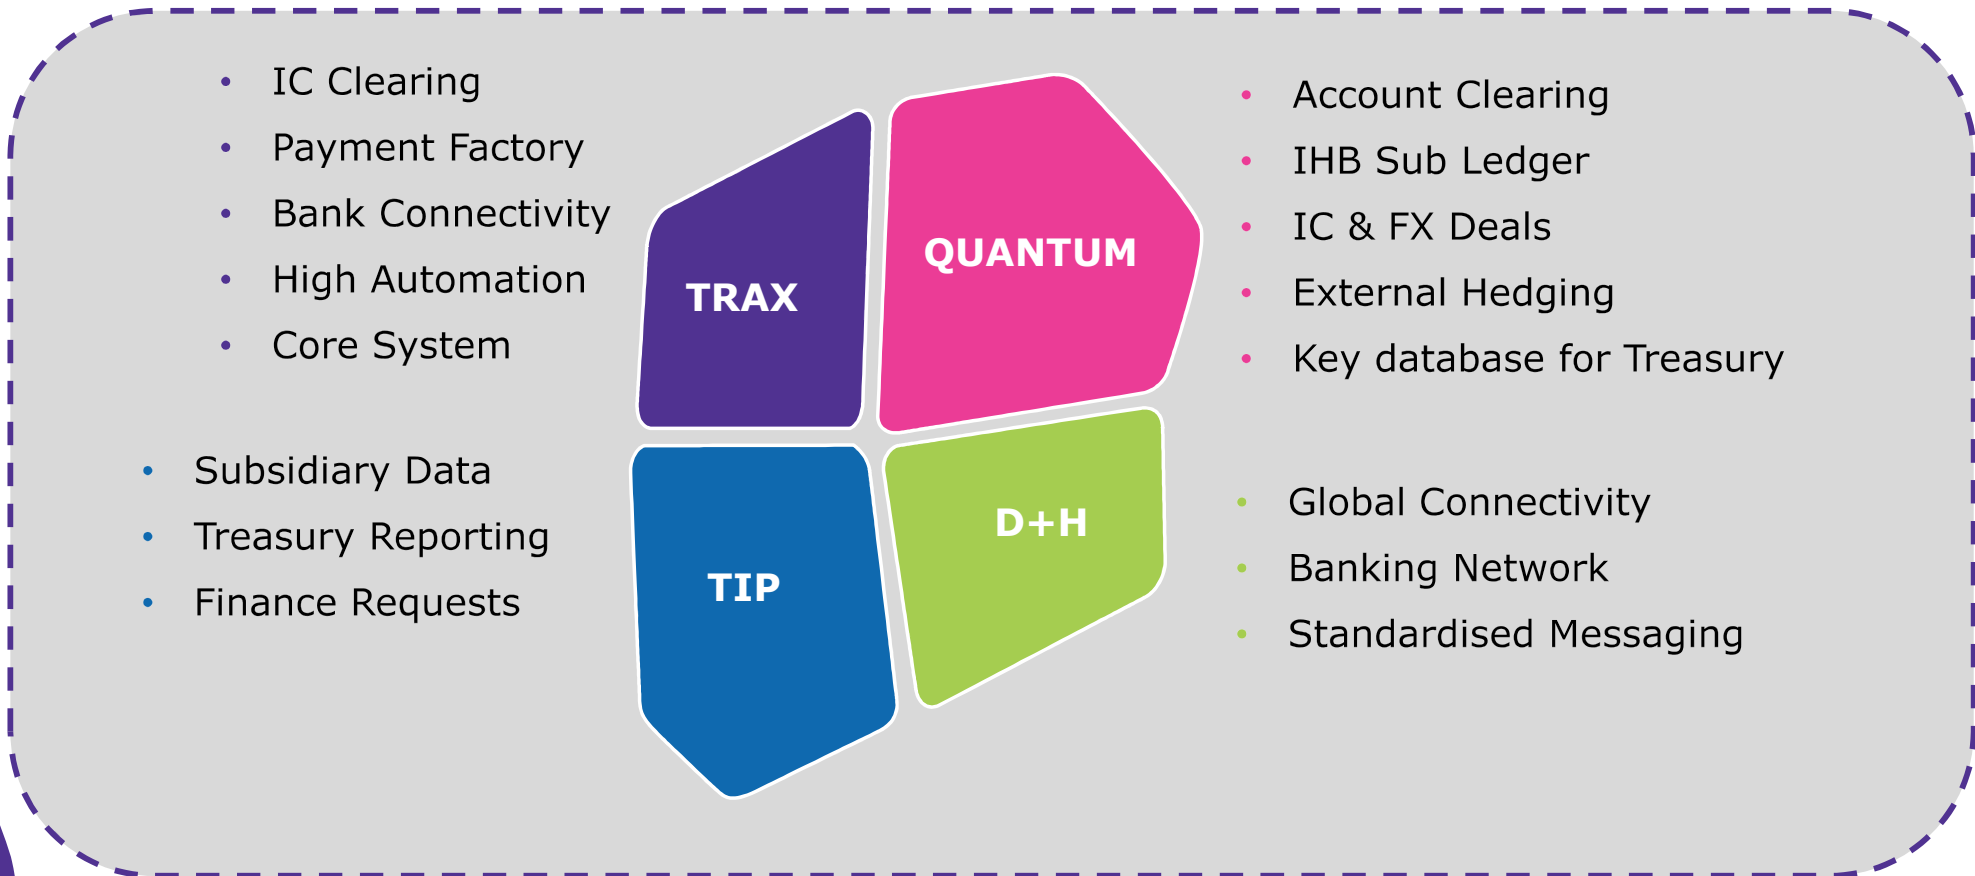 • IC Clearing
• Payment Factory
• Bank Connectivity
• High Automation
• Core System
TRAX
QUANTUM
• Account Clearing
• IHB Sub Ledger
• IC & FX Deals
• External Hedging
• Key database for Treasury
• Subsidiary Data
• Treasury Reporting
• Finance Requests
TIP
D+H
• Global Connectivity
• Banking Network
• Standardised Messaging